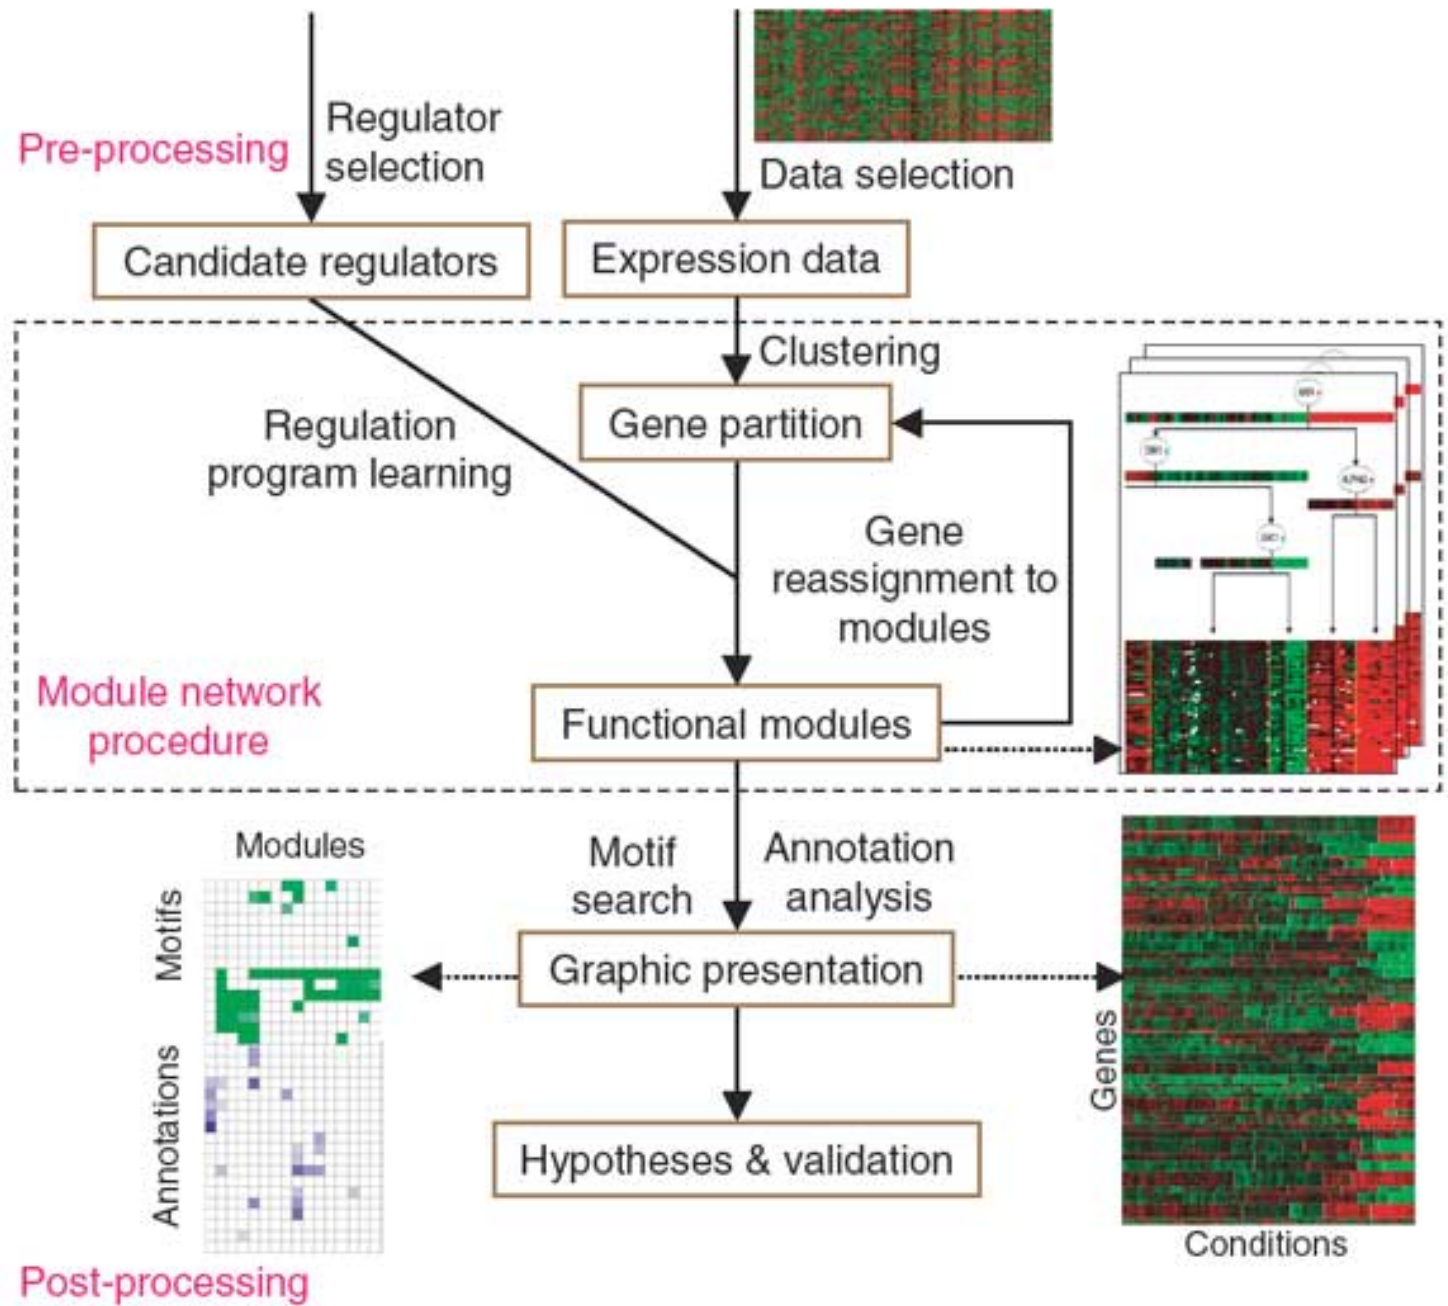 Regulator
selection
Pre-processing
Data selection
Candidate regulators
Expression data
Clustering
Gene partition
Regulation
program learning
Gene
reassignment to
modules
Module network
procedure
Functional modules
Modules
Motif
search
Annotation
analysis
Motifs
Graphic presentation
Genes
Annotations
Hypotheses & validation
Conditions
Post-processing